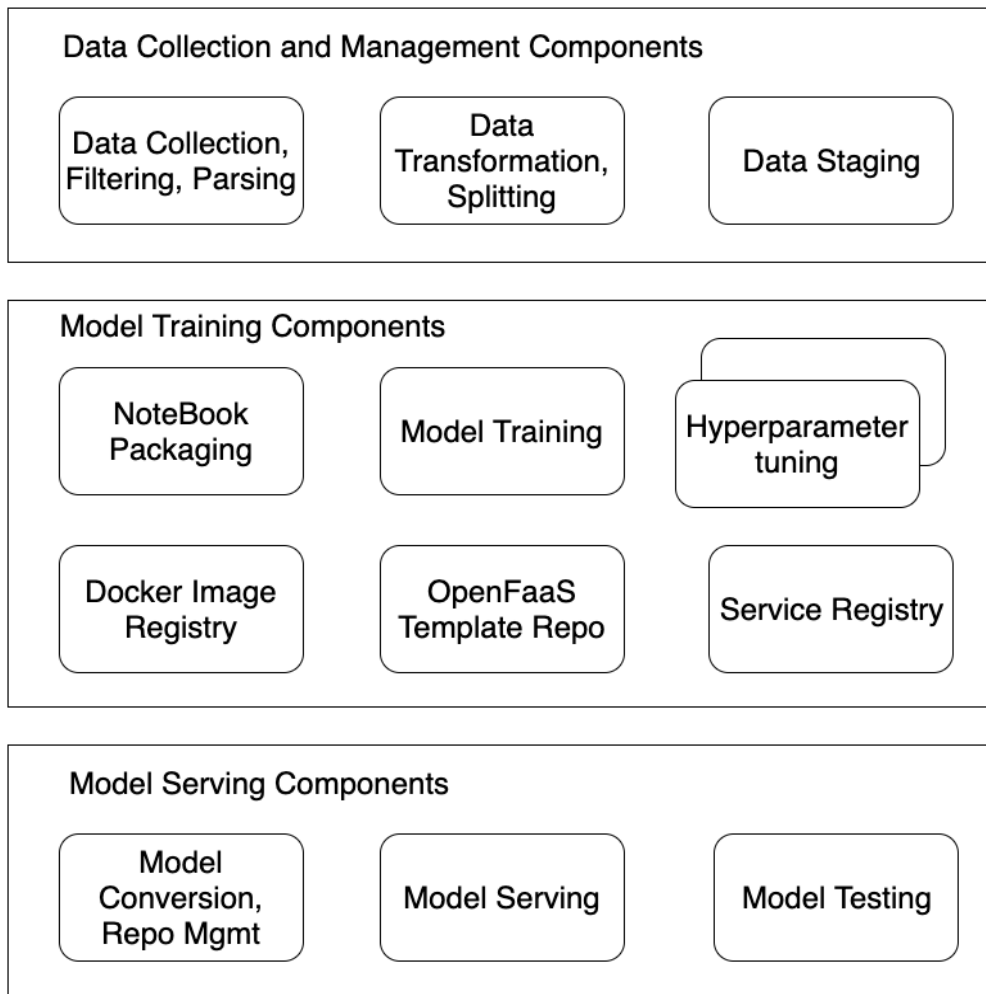 Data Collection and Management Components
Data Collection,
Filtering, Parsing
Data
Transformation,
Splitting
Data Staging
Model Training Components
NoteBook
Packaging
Model Training
Hyperparameter
tuning
Docker Image
Registry
OpenFaaS
Template Repo
Service Registry
Model Serving Components
Model
Conversion,
Repo Mgmt
Model Serving
Model Testing